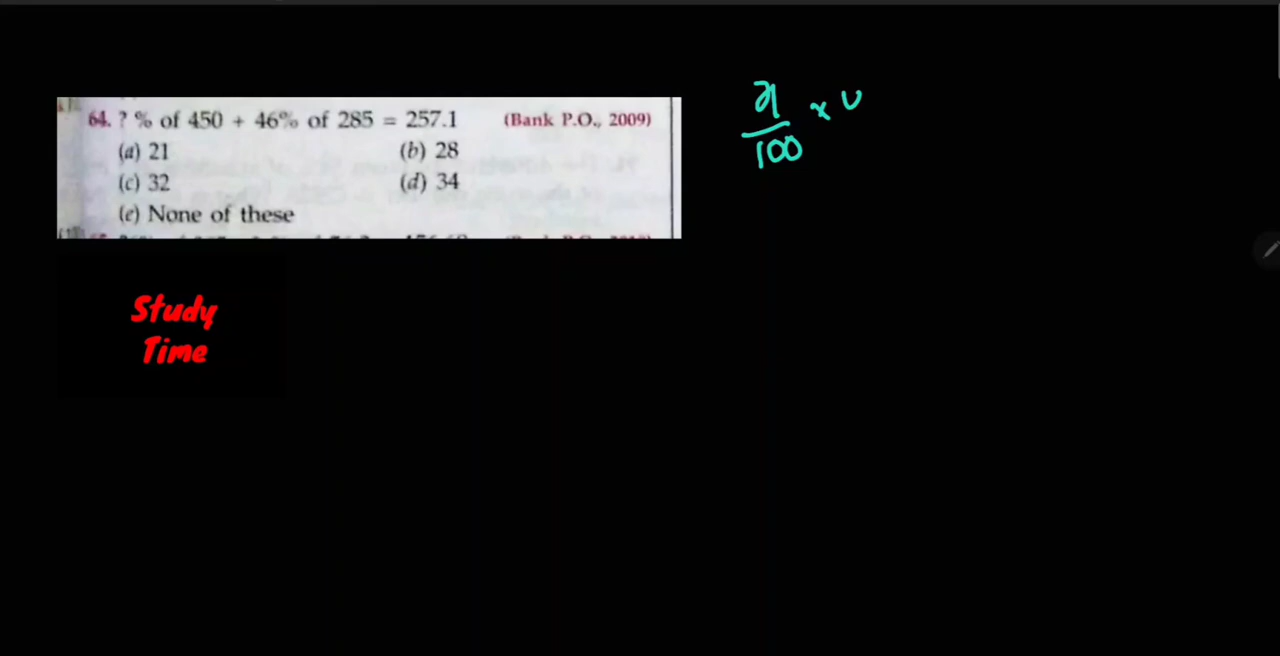 64. ? % of 450 + 46% of 285 = 257.1 (Bank P.O., 2009)
(a) 21 (b) 28
(c) 32 (d) 34
(e) None of these
100
Study
Time